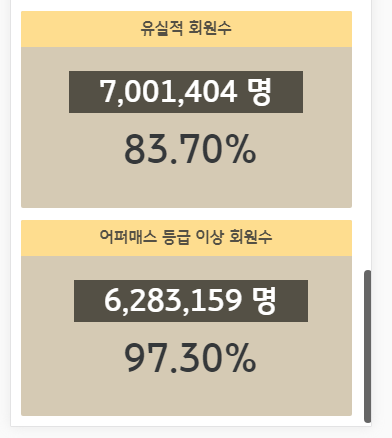 유실적 회원수
7,001,404 명
83.70%
어퍼매스 등급 이상 회원수
6,283,159 명
97.30%